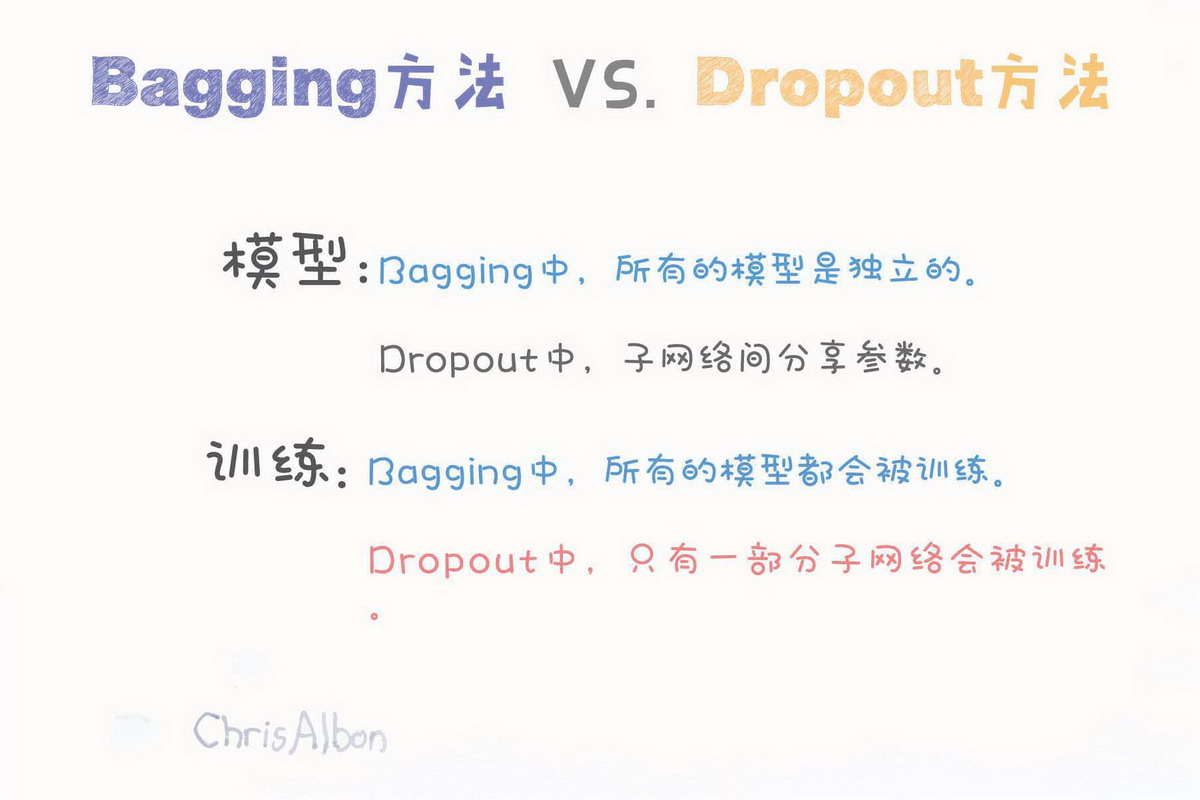 Bagging方法 VS. Dropout方法
模型:Bagging中，所有的模型是独立的。
Dropout中，子网络间分享参数。
训练:Bagging中，所有的模型都会被训练。
Dropout中，只有一部分子网络会被训练
。
ChrisAlbon